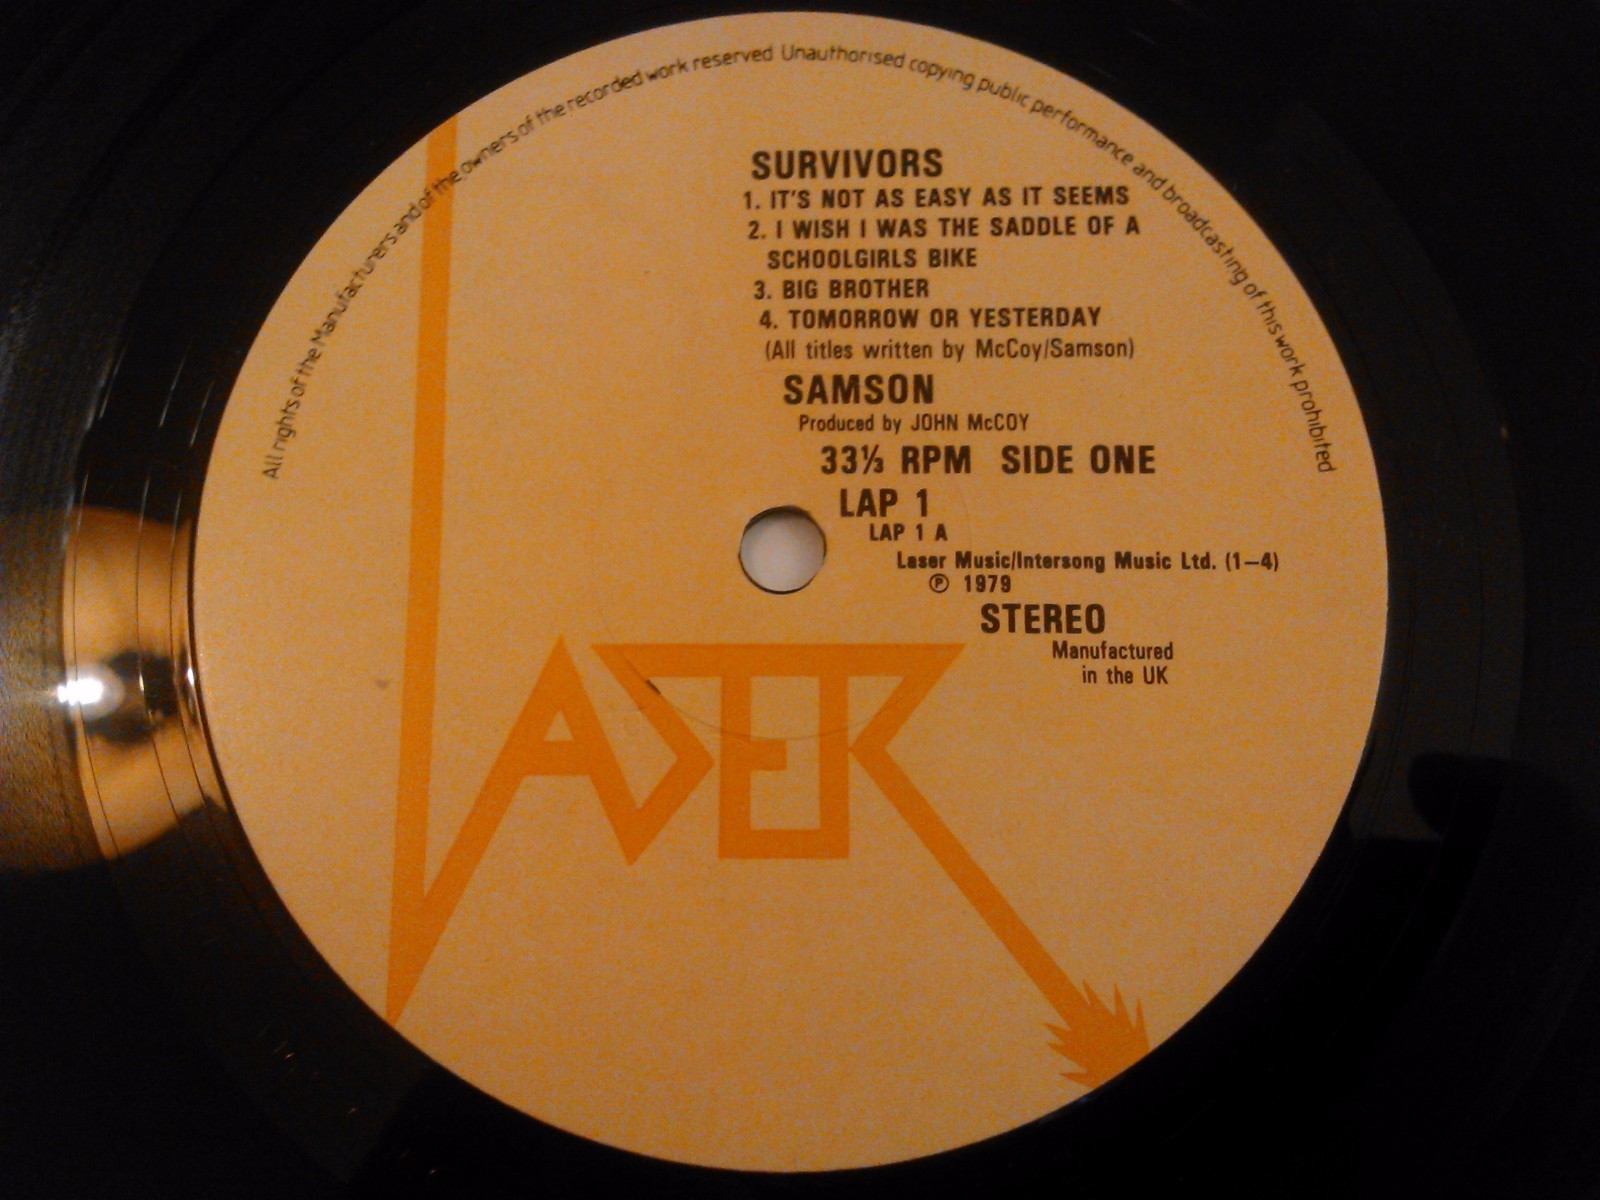 All rights of the Manufacturers and of the owners of the recorded work reserved Unauthorised copying public performance and broadcasting of this work prohibited
SURVIVORS
1. IT'S NOT AS EASY AS IT SEEMS
2. I WISH I WAS THE SADDLE OF A
SCHOOLGIRLS BIKE
3. BIG BROTHER
4. TOMORROW OR YESTERDAY
(All titles written by McCoy/Samson)
SAMSON
Produced by JOHN McCOY
33⅓ RPM SIDE ONE
LAP 1
LAP 1 A
Laser Music/Intersong Music Ltd. (1–4)
℗ 1979
STEREO
Manufactured
in the UK
LASER